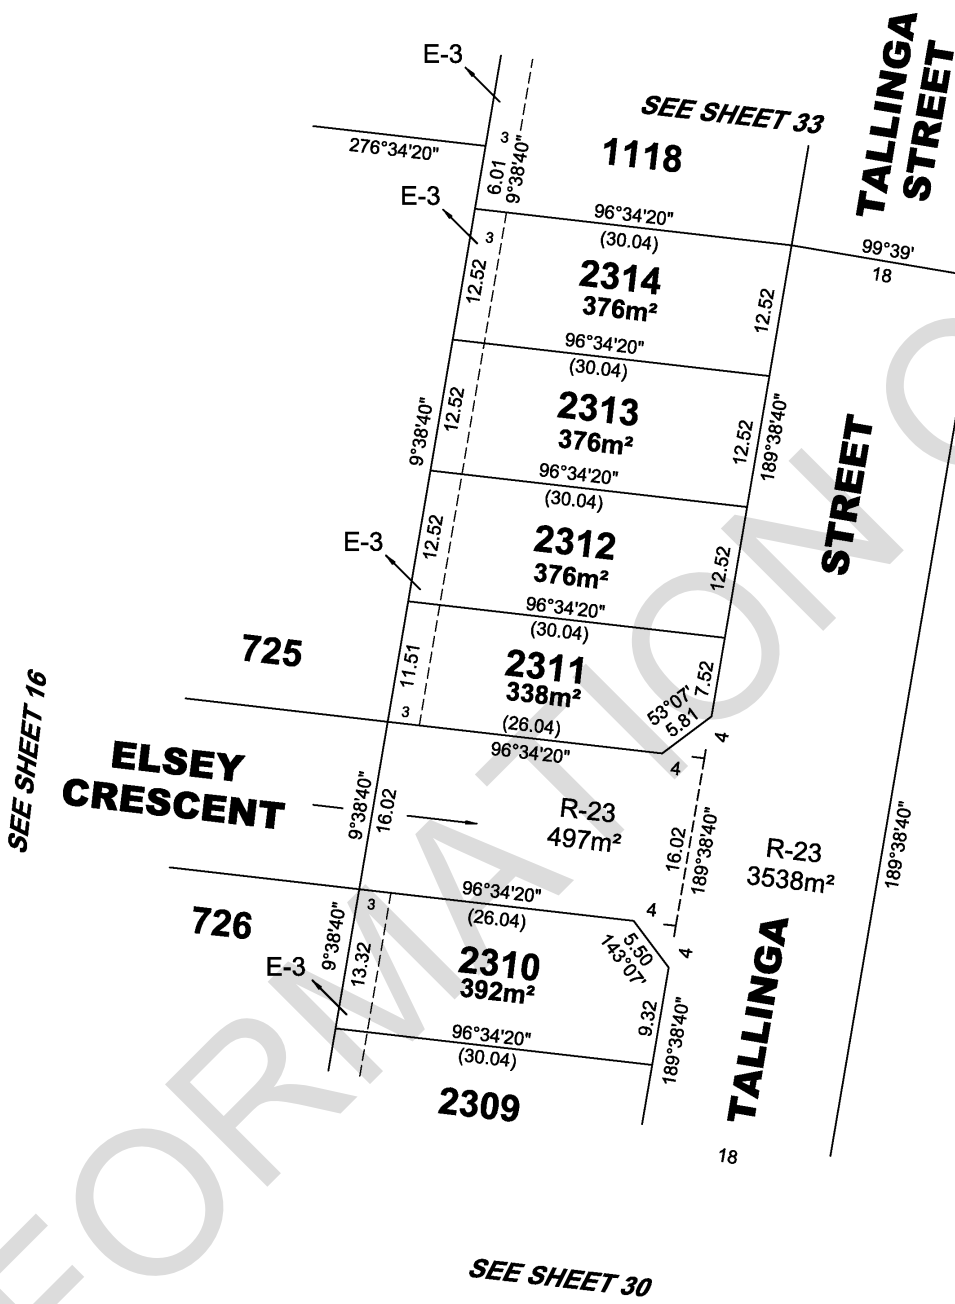 E-3
TALLINGA
STREET
SEE SHEET 33
276°34'20"
3
6.01
9°38'40"
1118
E-3
96°34'20"
(30.04)
99°39'
18
3
12.52
2314
376m²
12.52
96°34'20"
(30.04)
9°38'40"
12.52
2313
376m²
12.52
189°38'40"
STREET
96°34'20"
(30.04)
E-3
12.52
2312
376m²
12.52
96°34'20"
(30.04)
725
11.51
2311
338m²
7.52
53°07'
5.81
3
(26.04)
96°34'20"
4
4
SEE SHEET 16
ELSEY
CRESCENT
9°38'40"
16.02
R-23
497m²
16.02
189°38'40"
R-23
3538m²
189°38'40"
96°34'20"
(26.04)
3
4
4
726
9°38'40"
13.32
E-3
2310
392m²
5.50
143°07'
9.32
189°38'40"
TALLINGA
96°34'20"
(30.04)
2309
18
SEE SHEET 30
FORMATION O